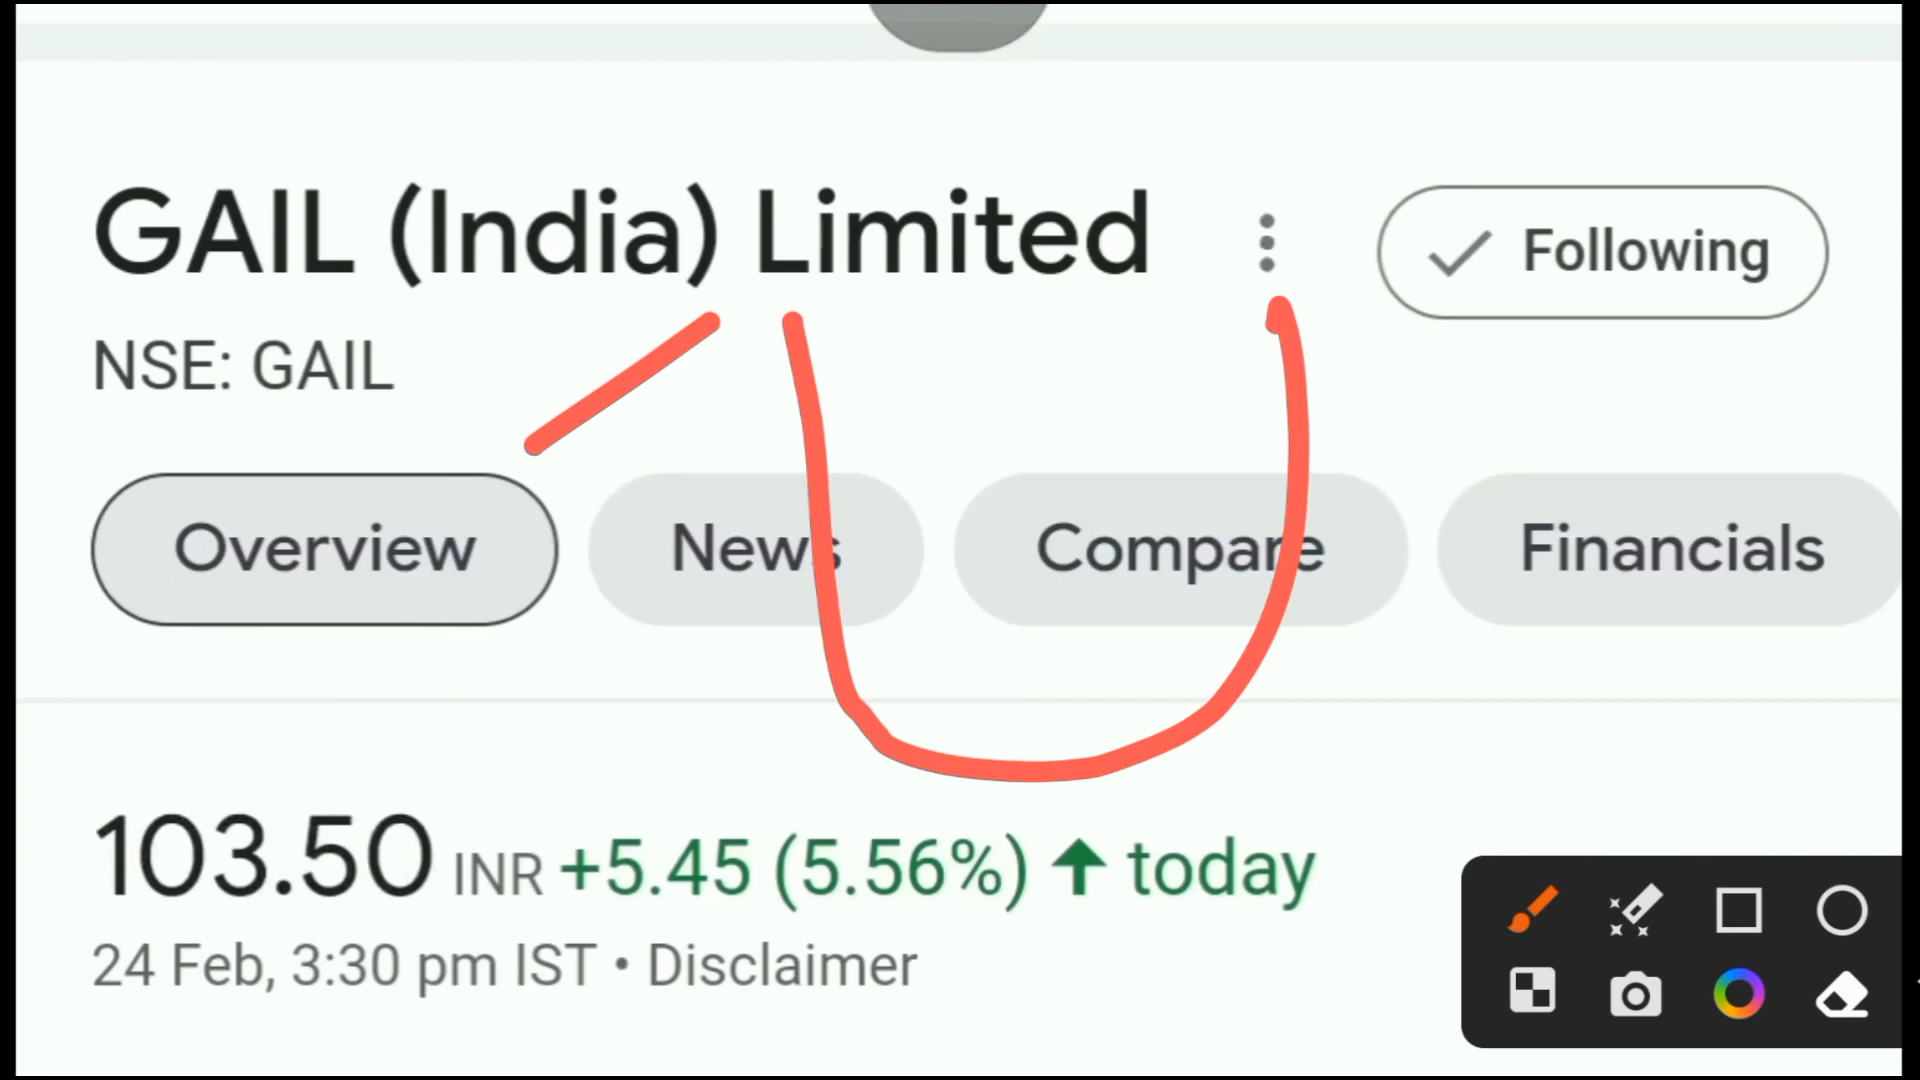 GAIL (India) Limited
Following
NSE: GAIL
Overview
News
Compare
Financials
103.50 INR +5.45 (5.56%) ↑ today
24 Feb, 3:30 pm IST • Disclaimer